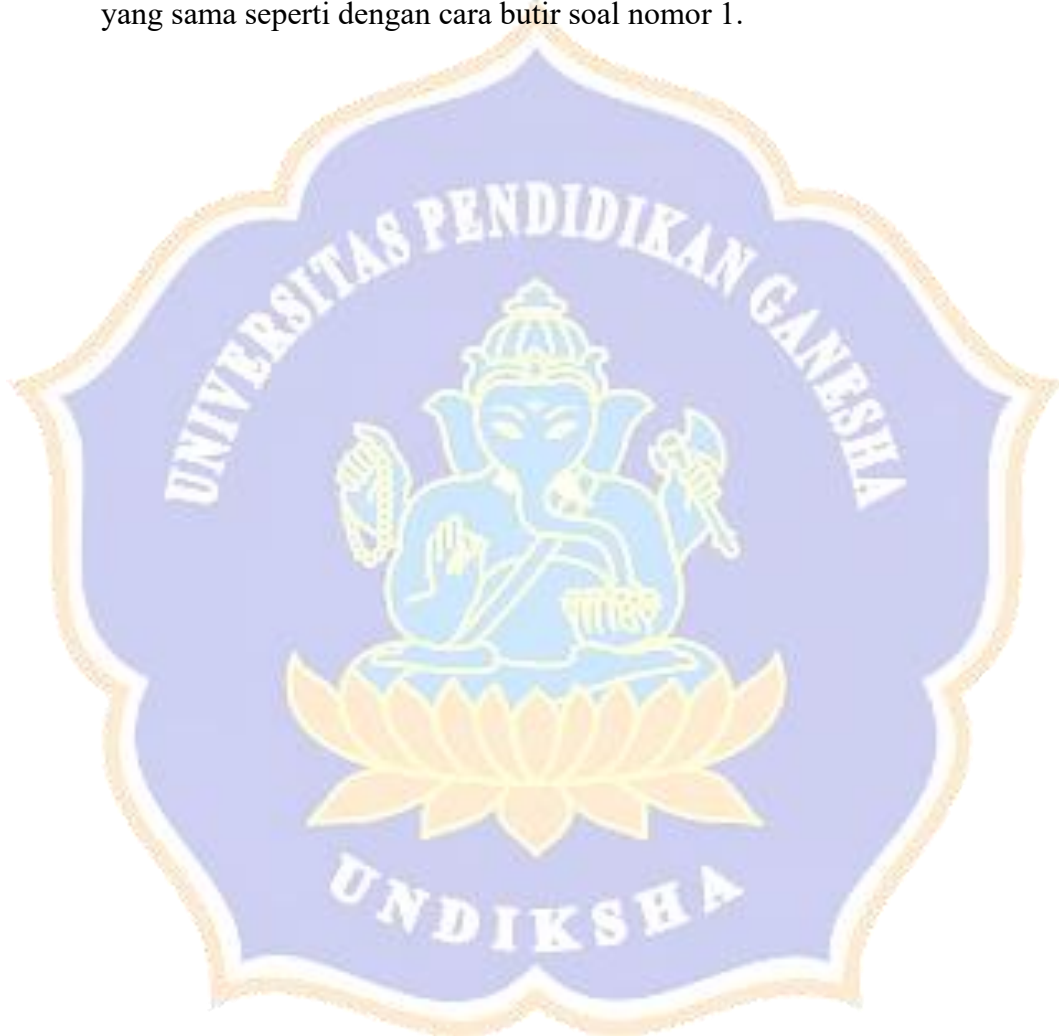 yang sama seperti dengan cara butir soal nomor 1.
UNIVERSITAS PENDIDIKAN GANESHA
UNDIKSHA